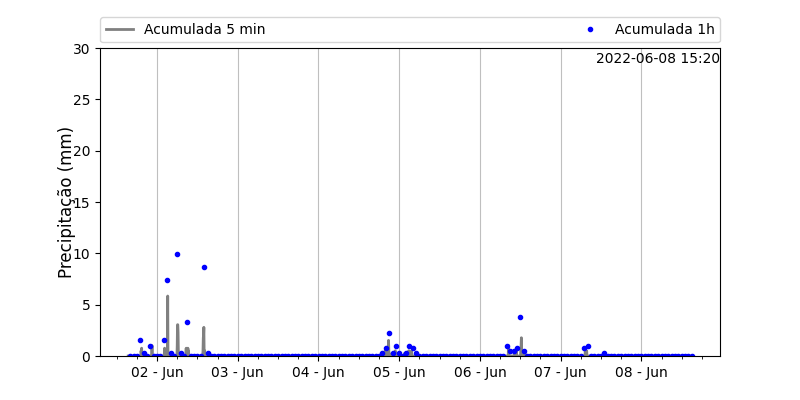 Acumulada 5 min
Acumulada 1h
2022-06-08 15:20
Precipitação (mm)
30
25
20
15
10
5
0
02 - Jun
03 - Jun
04 - Jun
05 - Jun
06 - Jun
07 - Jun
08 - Jun